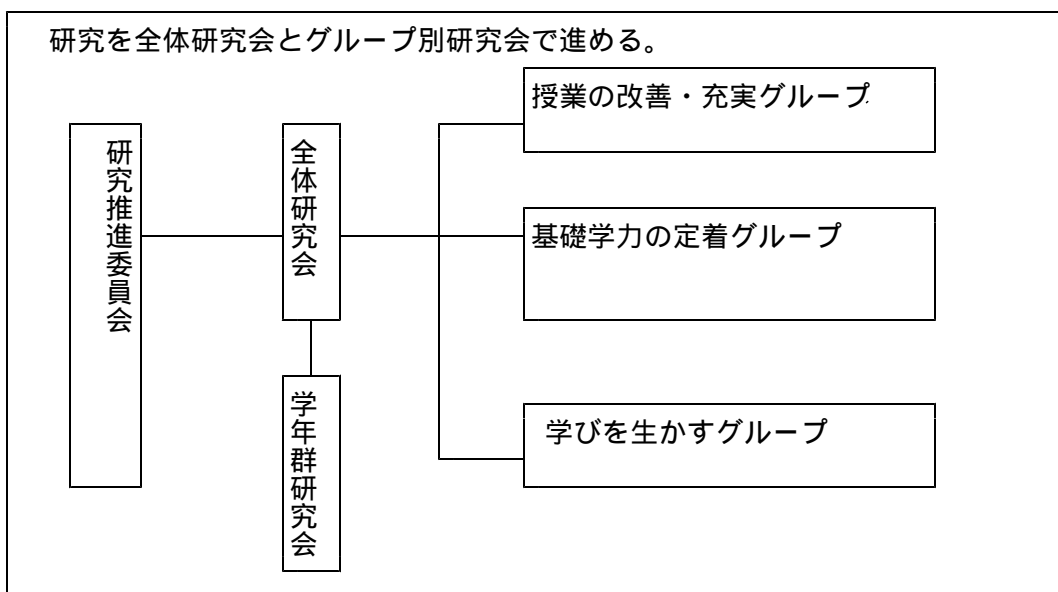 研究を全体研究会とグループ別研究会で進める。
研究推進委員会
全体研究会
学年群研究会
授業の改善・充実グループ
基礎学力の定着グループ
学びを生かすグループ